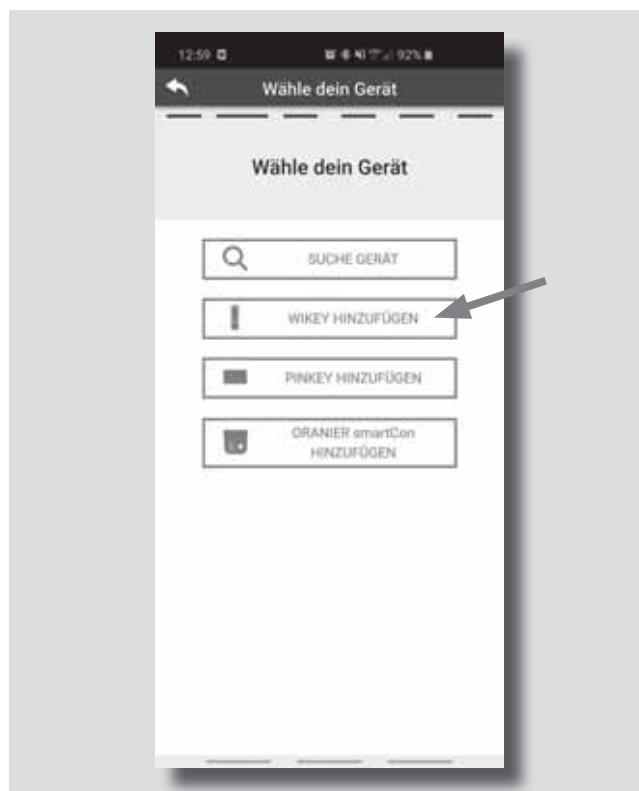 12:59
92%
Wähle dein Gerät
Wähle dein Gerät
SUCHE GERÄT
WIKEY HINZUFÜGEN
PINKEY HINZUFÜGEN
ORANIER smartCon
HINZUFÜGEN